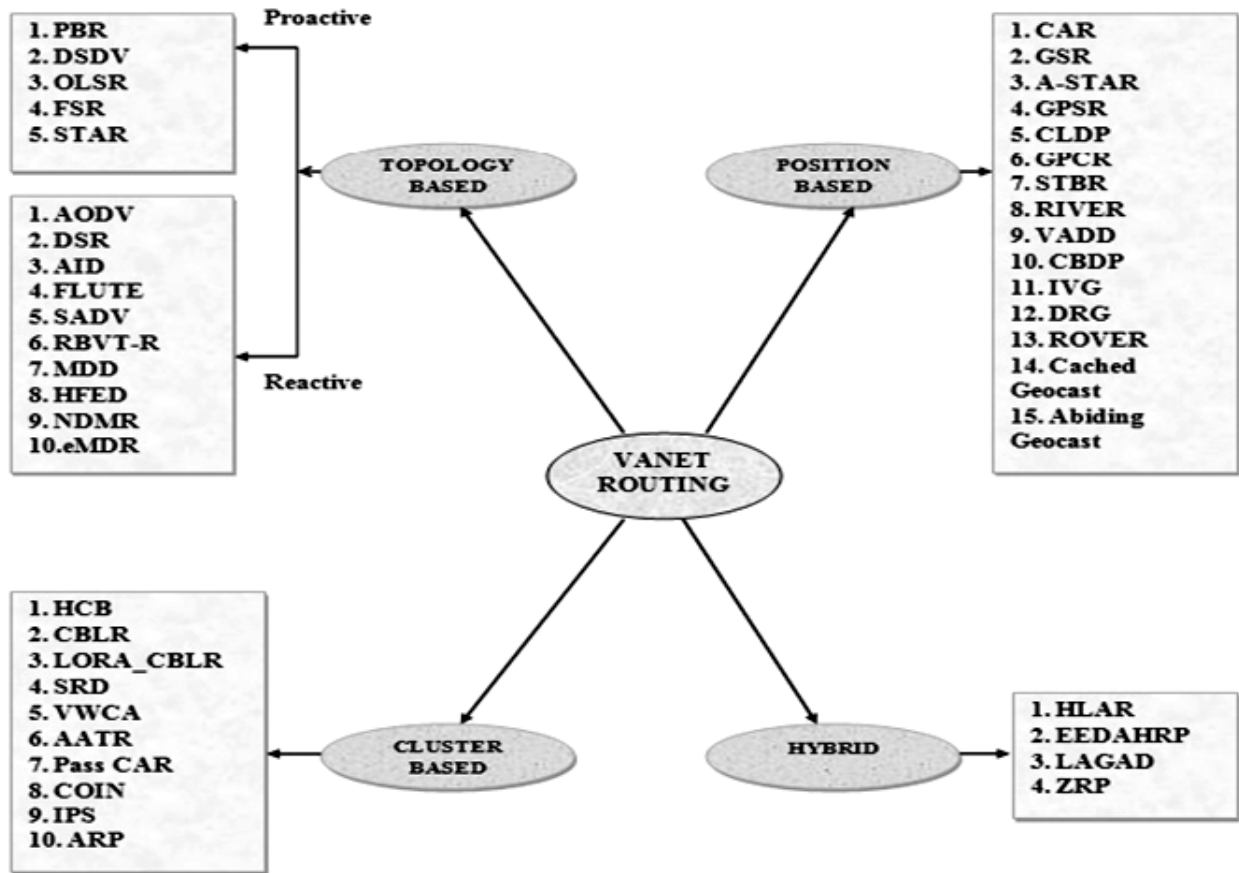 Proactive
1. PBR
2. DSDV
3. OLSR
4. FSR
5. STAR
TOPOLOGY
BASED
1. AODV
2. DSR
3. AID
4. FLUTE
5. SADV
6. RBVT-R
7. MDD
8. HFED
9. NDMR
10.eMDR
Reactive
POSITION
BASED
1. CAR
2. GSR
3. A-STAR
4. GPSR
5. CLDP
6. GPCR
7. STBR
8. RIVER
9. VADD
10. CBDP
11. IVG
12. DRG
13. ROVER
14. Cached
Geocast
15. Abiding
Geocast
VANET
ROUTING
1. HCB
2. CBLR
3. LORA_CBLR
4. SRD
5. VWCA
6. AATR
7. Pass CAR
8. COIN
9. IPS
10. ARP
CLUSTER
BASED
HYBRID
1. HLAR
2. EEDAHRP
3. LAGAD
4. ZRP